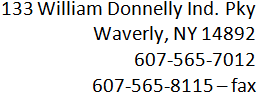 133 William Donnelly Ind. Pky
Waverly, NY 14892
607-565-7012
607-565-8115 – fax